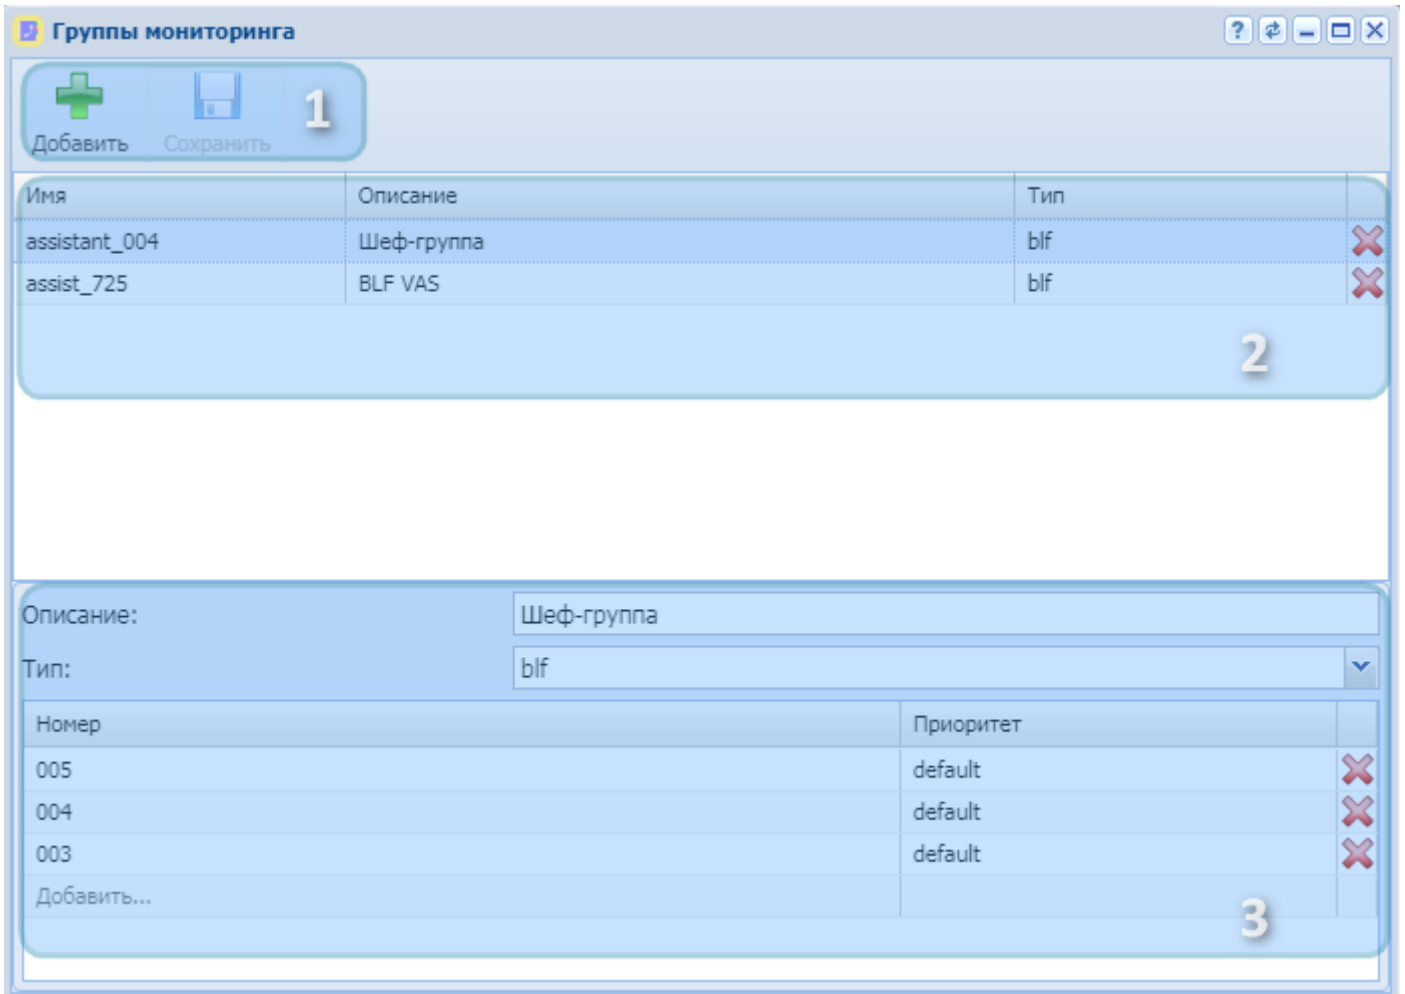 Группы мониторинга
Добавить Сохранить 1
Имя Описание Тип
assistant_004 Шеф-группа blf
assist_725 BLF VAS blf
2
Описание: Шеф-группа
Тип: blf
Номер Приоритет
005 default
004 default
003 default
Добавить...
3